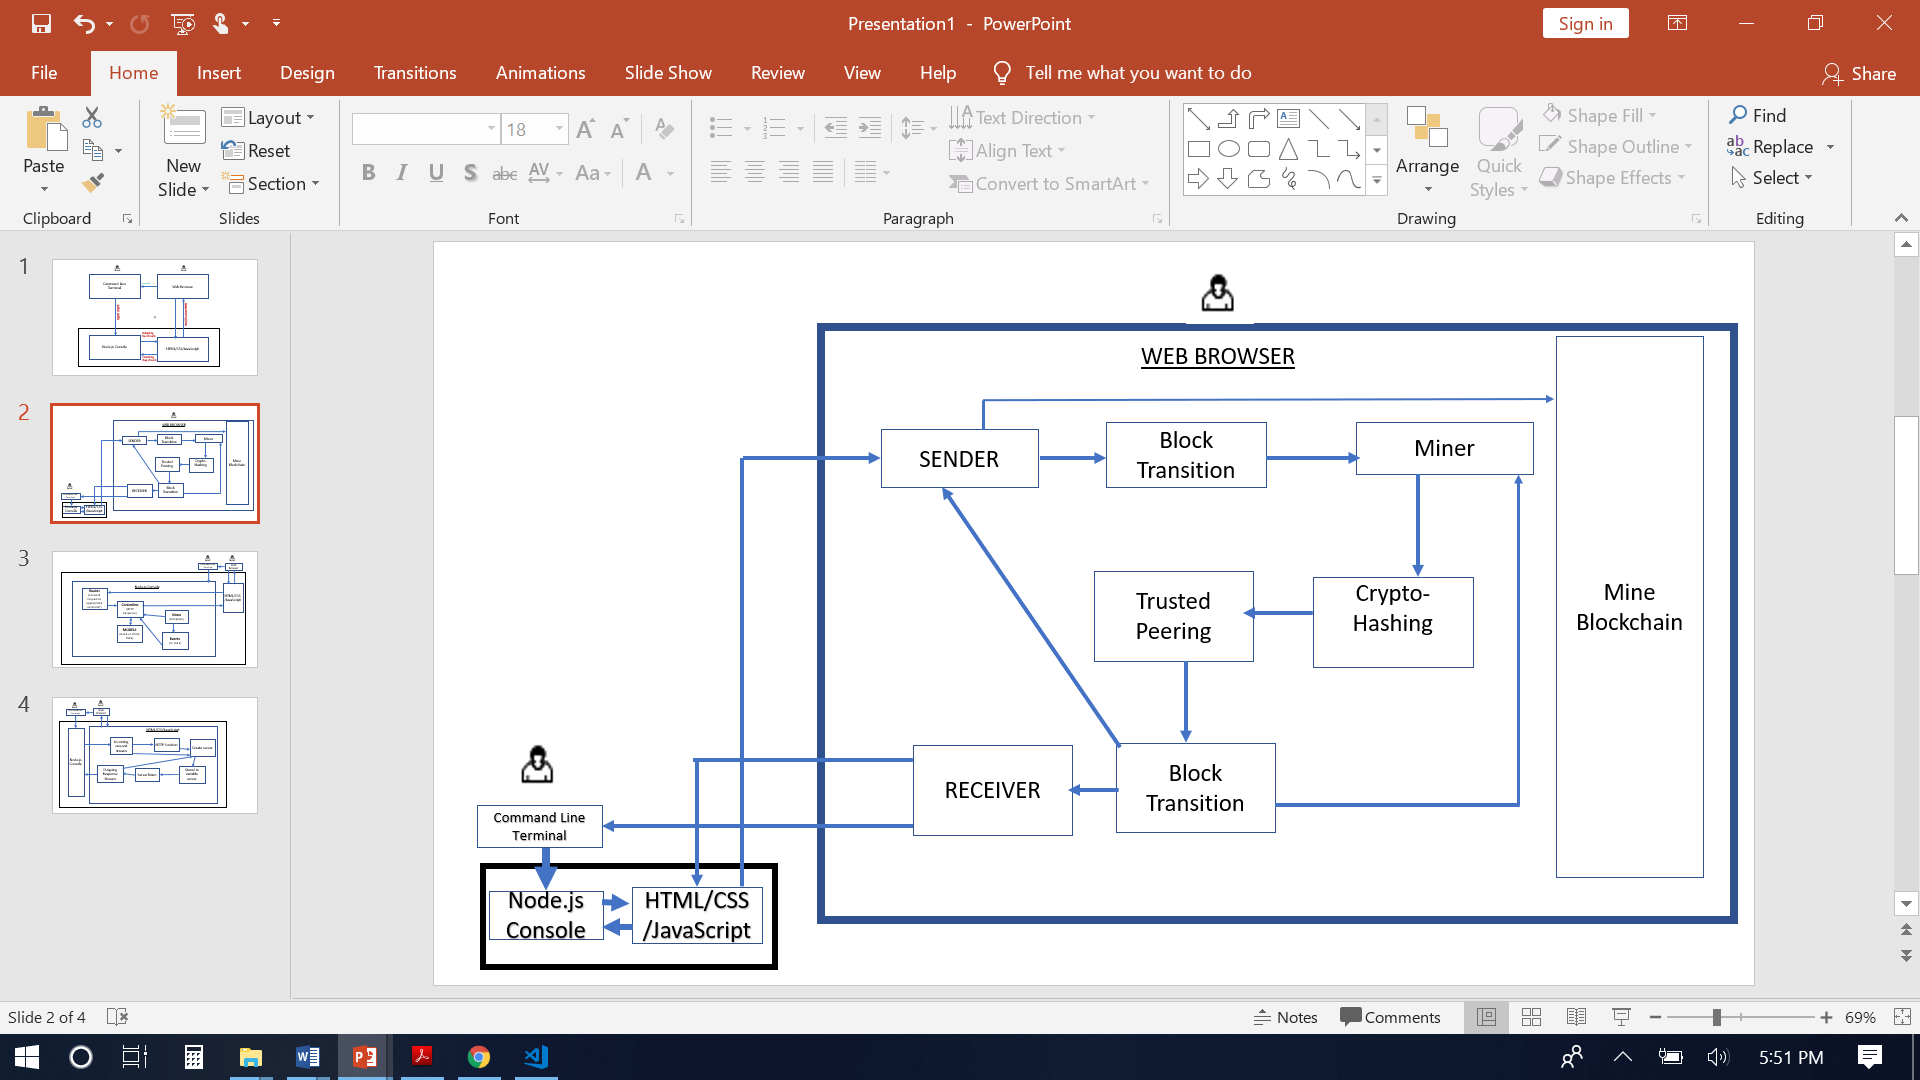 Presentation1 - PowerPoint
Sign in
File
Home
Insert
Design
Transitions
Animations
Slide Show
Review
View
Help
Tell me what you want to do
Share
Paste
New
Slide
Layout
Reset
Section
18
B I U S abc AV Aa A
Text Direction
Align Text
Convert to SmartArt
Arrange
Quick
Styles
Shape Fill
Shape Outline
Shape Effects
Find
Replace
Select
Clipboard
Slides
Font
Paragraph
Drawing
Editing
1
2
3
4
WEB BROWSER
SENDER
Block
Transition
Miner
Mine
Blockchain
Trusted
Peering
Crypto-
Hashing
RECEIVER
Block
Transition
Command Line
Terminal
Node.js
Console
HTML/CSS
/JavaScript
Slide 2 of 4
Notes
Comments
69%
5:51 PM